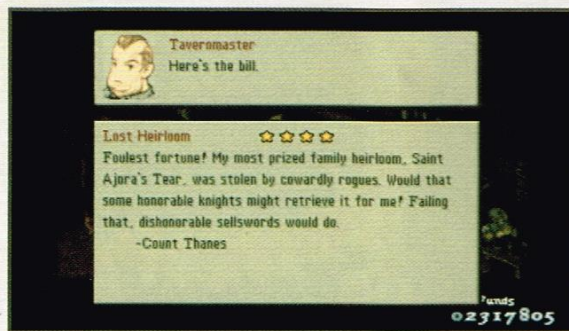 Tavernmaster
Here's the bill.
Lost Heirloom
Foulest fortune! My most prized family heirloom, Saint
Ajora's Tear, was stolen by cowardly rogues. Would that
some honorable knights might retrieve it for me! Failing
that, dishonorable sellswords would do.
-Count Thanes
Funds
02317805